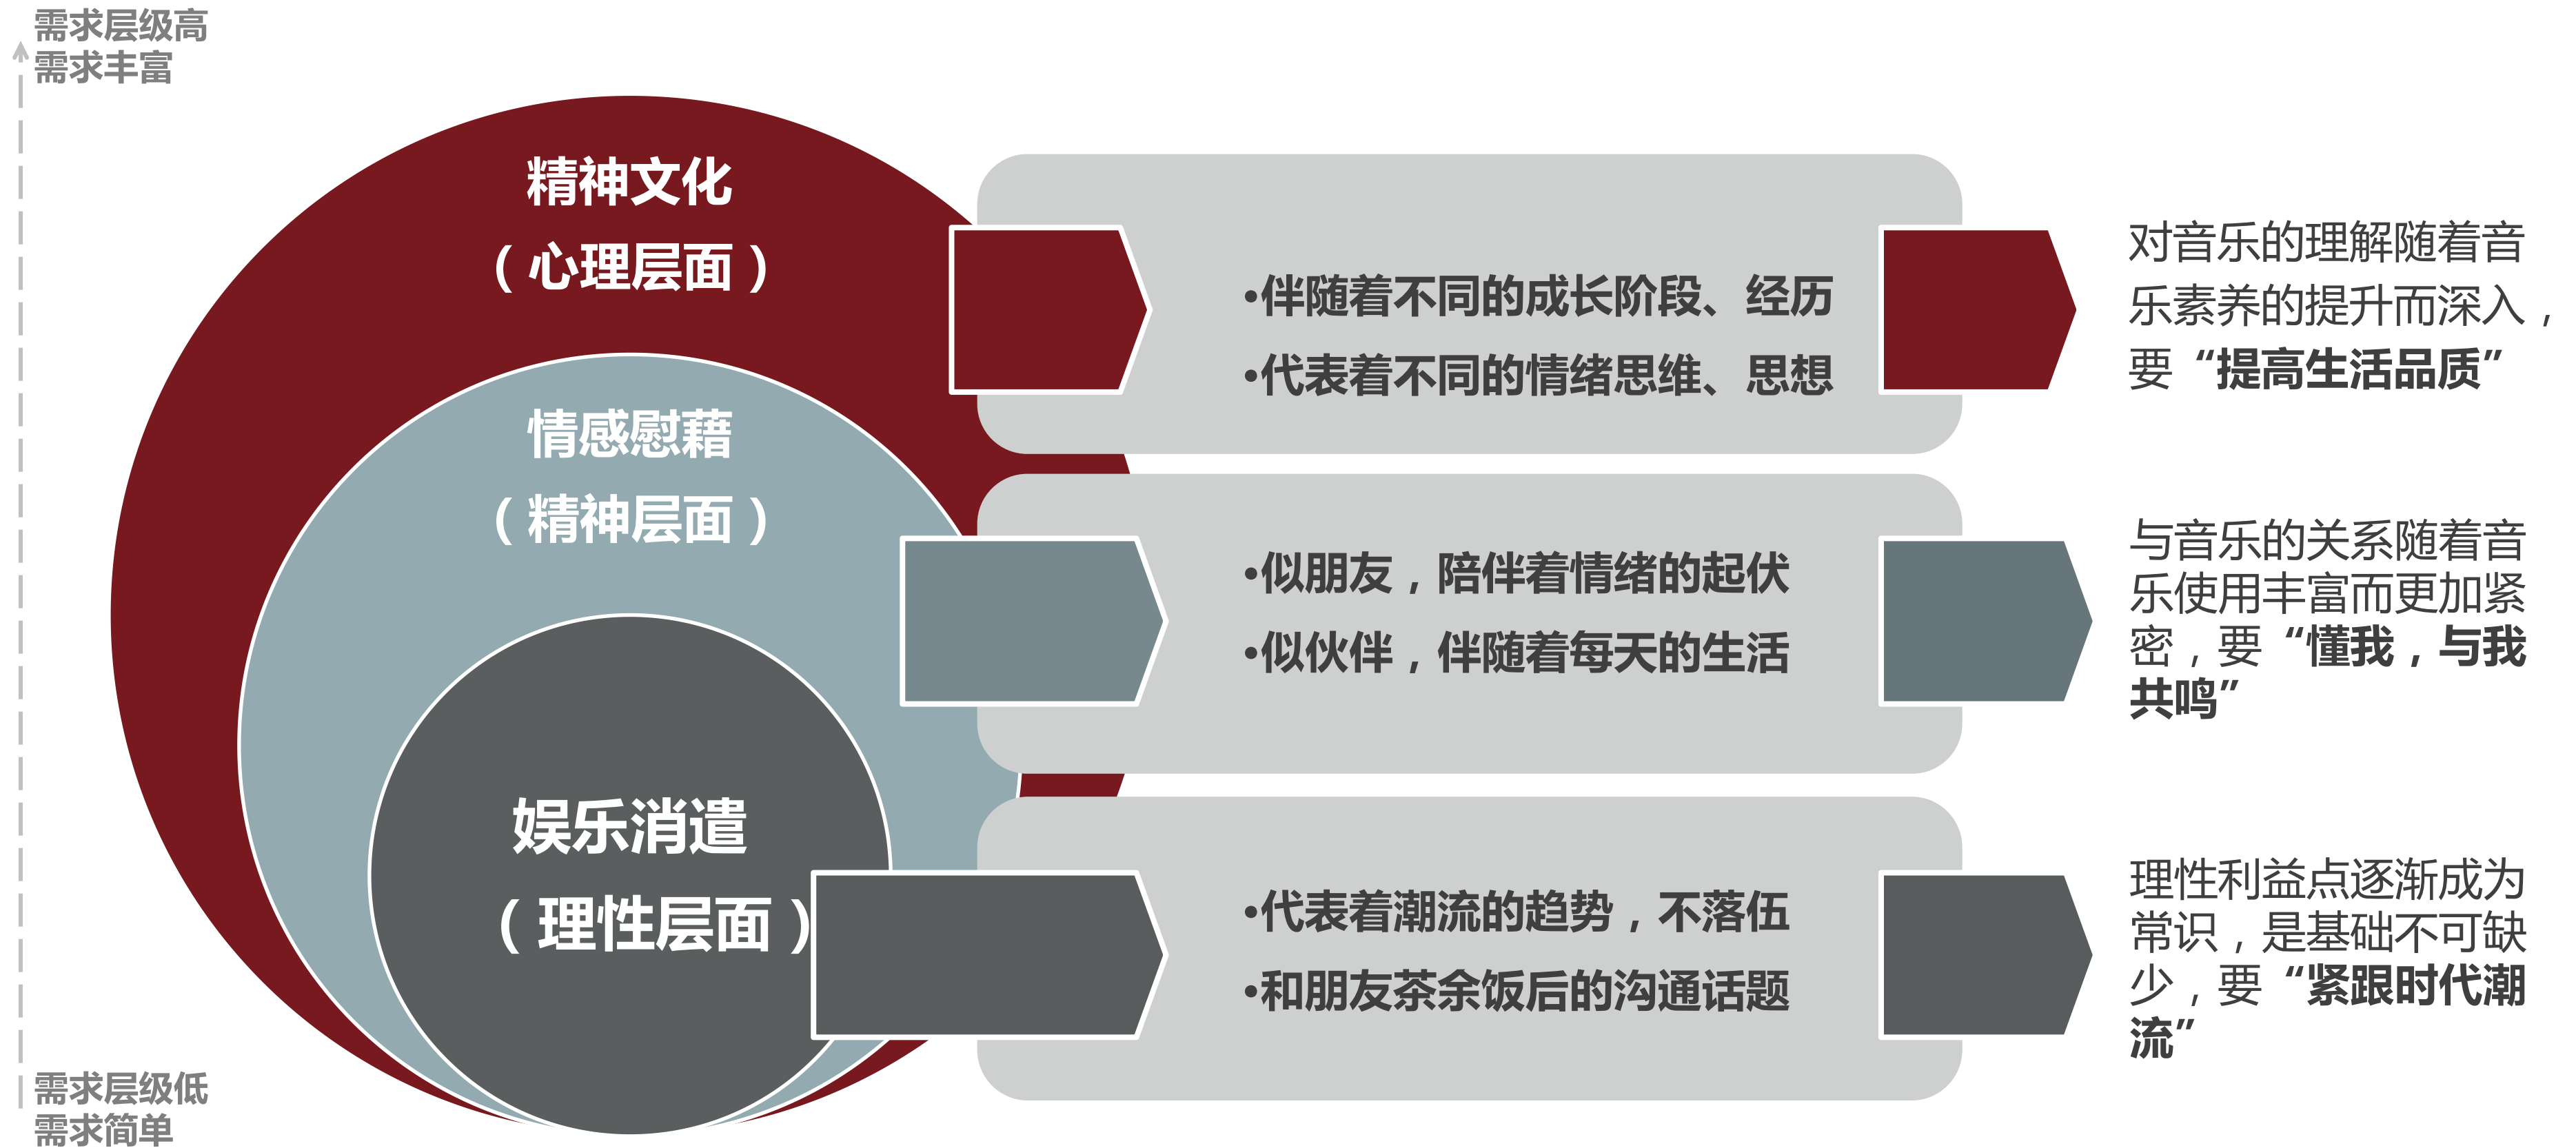 需求层级高
需求丰富
精神文化
（心理层面）
•伴随着不同的成长阶段、经历
•代表着不同的情绪思维、思想
对音乐的理解随着音
乐素养的提升而深入，
要“提高生活品质”
情感慰藉
（精神层面）
•似朋友，陪伴着情绪的起伏
•似伙伴，伴随着每天的生活
与音乐的关系随着音
乐使用丰富而更加紧
密，要“懂我，与我
共鸣”
娱乐消遣
（理性层面）
•代表着潮流的趋势，不落伍
•和朋友茶余饭后的沟通话题
理性利益点逐渐成为
常识，是基础不可缺
少，要“紧跟时代潮
流”
需求层级低
需求简单